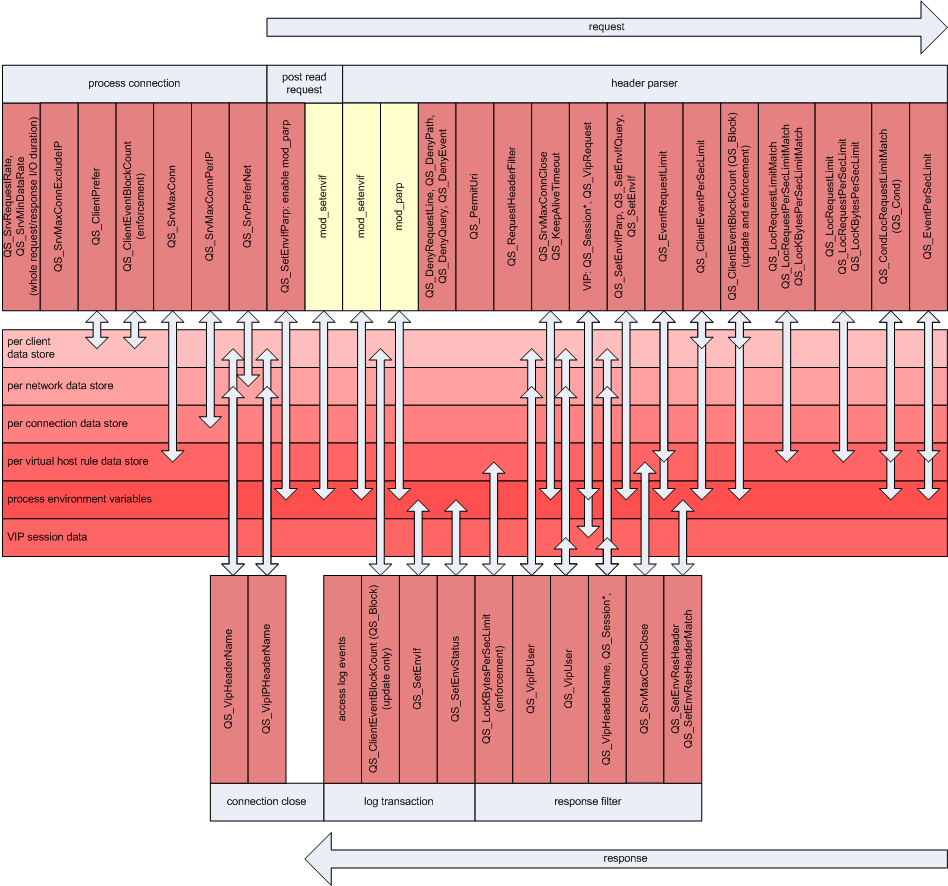 request
process connection
post read
request
header parser
QS_SrvRequestRate,
QS_SrvMinDataRate
(whole request/response I/O duration)
QS_SrvMaxConnExcludeIP
QS_ClientPrefer
QS_ClientEventBlockCount
(enforcement)
QS_SrvMaxConn
QS_SrvMaxConnPerIP
QS_SrvPreferNet
QS_SetEnvIfParp: enable mod_parp
mod_setenvif
mod_setenvif
mod_parp
QS_DenyRequestLine, QS_DenyPath,
QS_DenyQuery, QS_DenyEvent
QS_PermitUri
QS_RequestHeaderFilter
QS_SrvMaxConnClose
QS_KeepAliveTimeout
VIP: QS_Session*, QS_VipRequest
QS_SetEnvIfParp, QS_SetEnvIfQuery,
QS_SetEnvIf
QS_EventRequestLimit
QS_ClientEventPerSecLimit
QS_ClientEventBlockCount (QS_Block)
(update and enforcement)
QS_LocRequestLimitMatch
QS_LocRequestPerSecLimitMatch
QS_LocKBytesPerSecLimitMatch
QS_LocRequestLimit
QS_LocRequestPerSecLimit
QS_LocKBytesPerSecLimit
QS_CondLocRequestLimitMatch
(QS_Cond)
QS_EventPerSecLimit
per client
data store
per network data store
per connection data store
per virtual host rule data store
process environment variables
VIP session data
QS_VipHeaderName
QS_VipIPHeaderName
access log events
QS_ClientEventBlockCount (QS_Block)
(update only)
QS_SetEnvIf
QS_SetEnvStatus
QS_LocKBytesPerSecLimit
(enforcement)
QS_VipIPUser
QS_VipUser
QS_VipHeaderName, QS_Session*,
QS_SrvMaxConnClose
QS_SetEnvResHeader
QS_SetEnvResHeaderMatch
connection close
log transaction
response filter
response